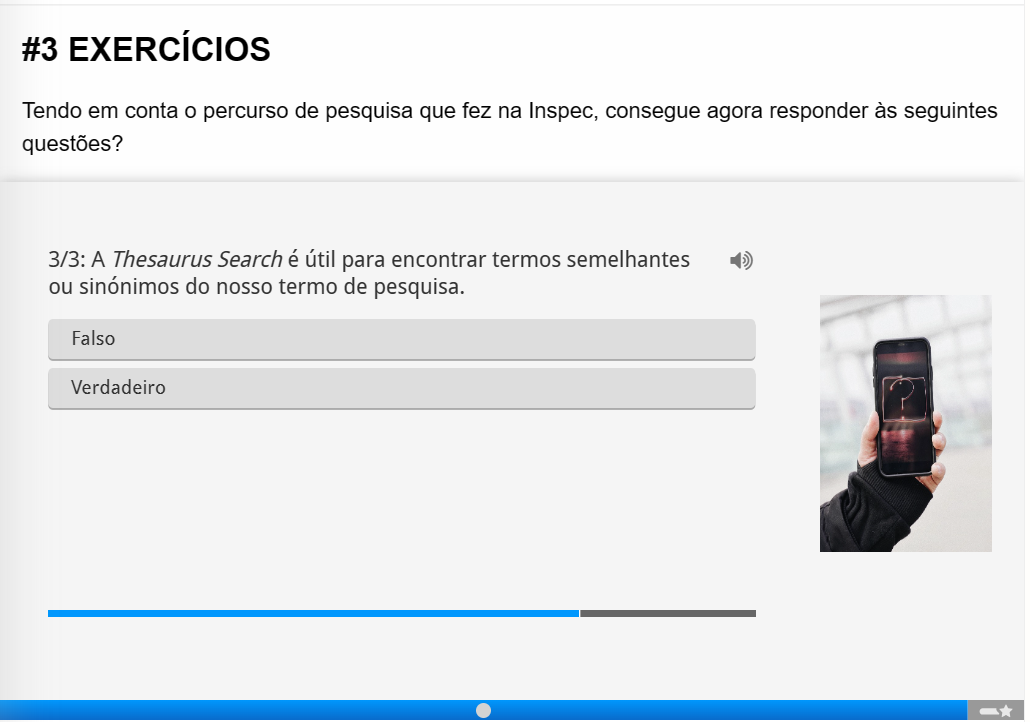 #3 EXERCÍCIOS
Tendo em conta o percurso de pesquisa que fez na Inspec, consegue agora responder às seguintes
questões?
3/3: A Thesaurus Search é útil para encontrar termos semelhantes
ou sinónimos do nosso termo de pesquisa.
Falso
Verdadeiro
?